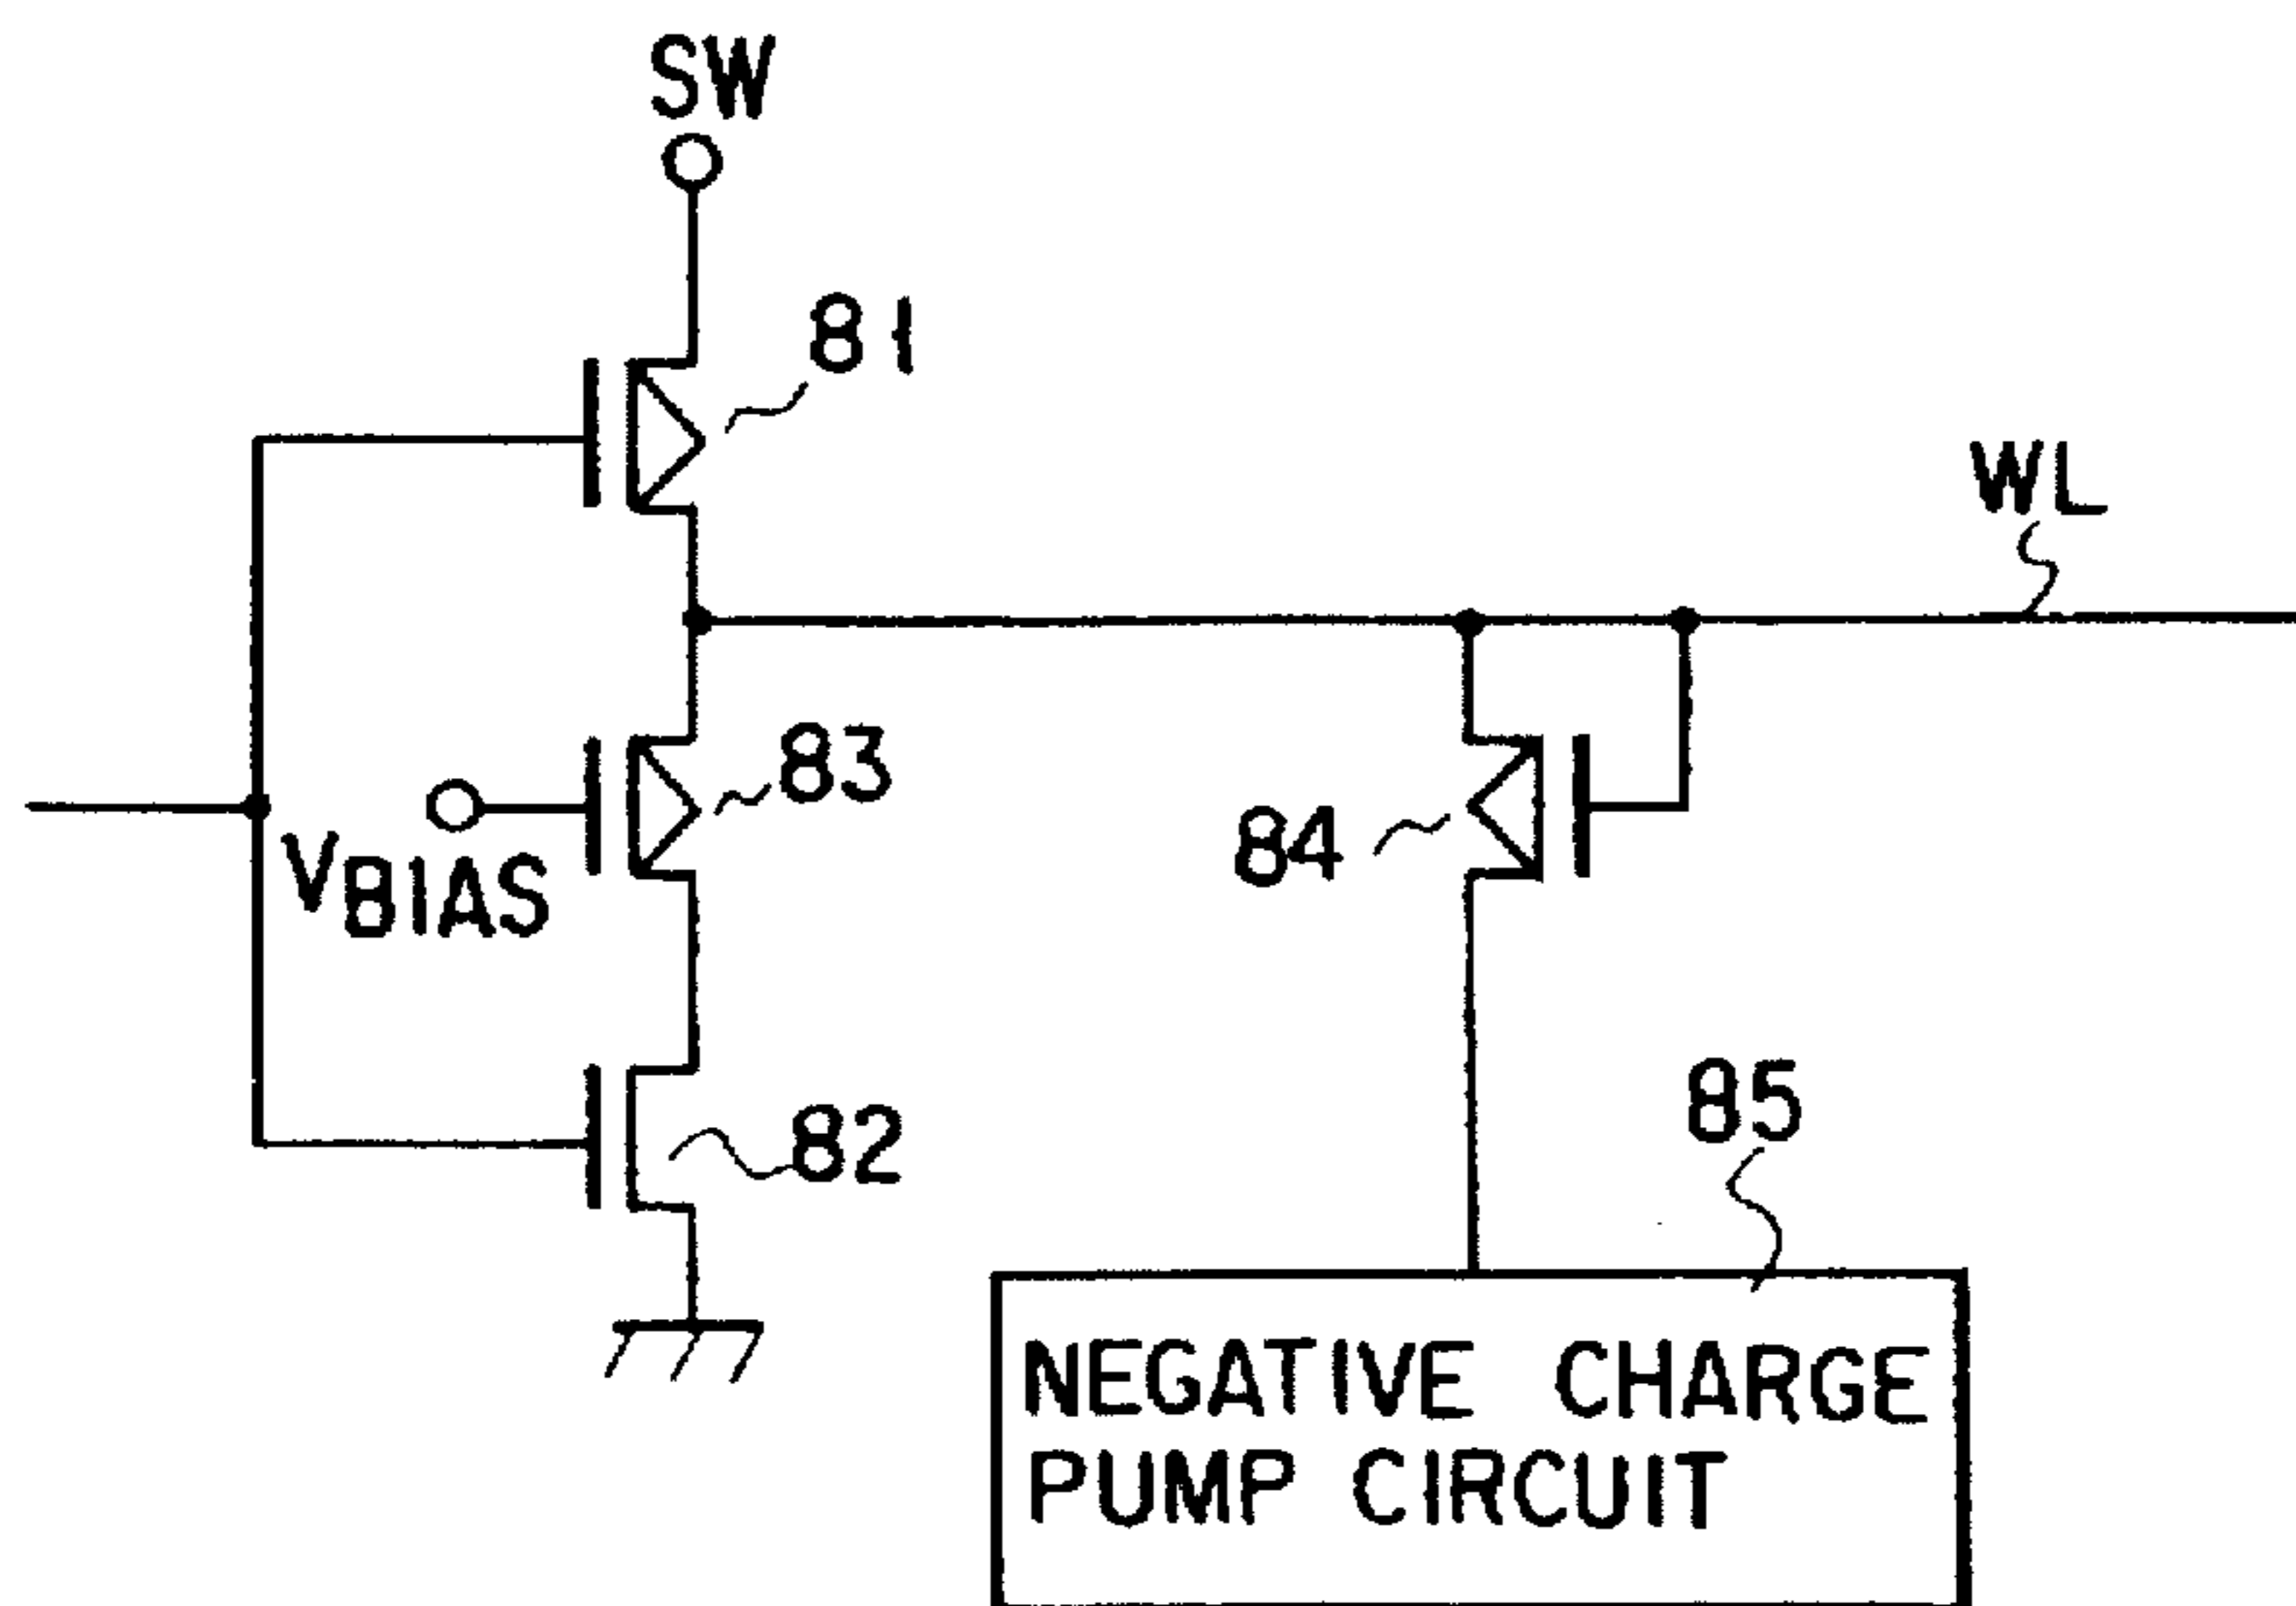 SW
81
WL
83
84
VBIAS
85
82
NEGATIVE CHARGE
PUMP CIRCUIT